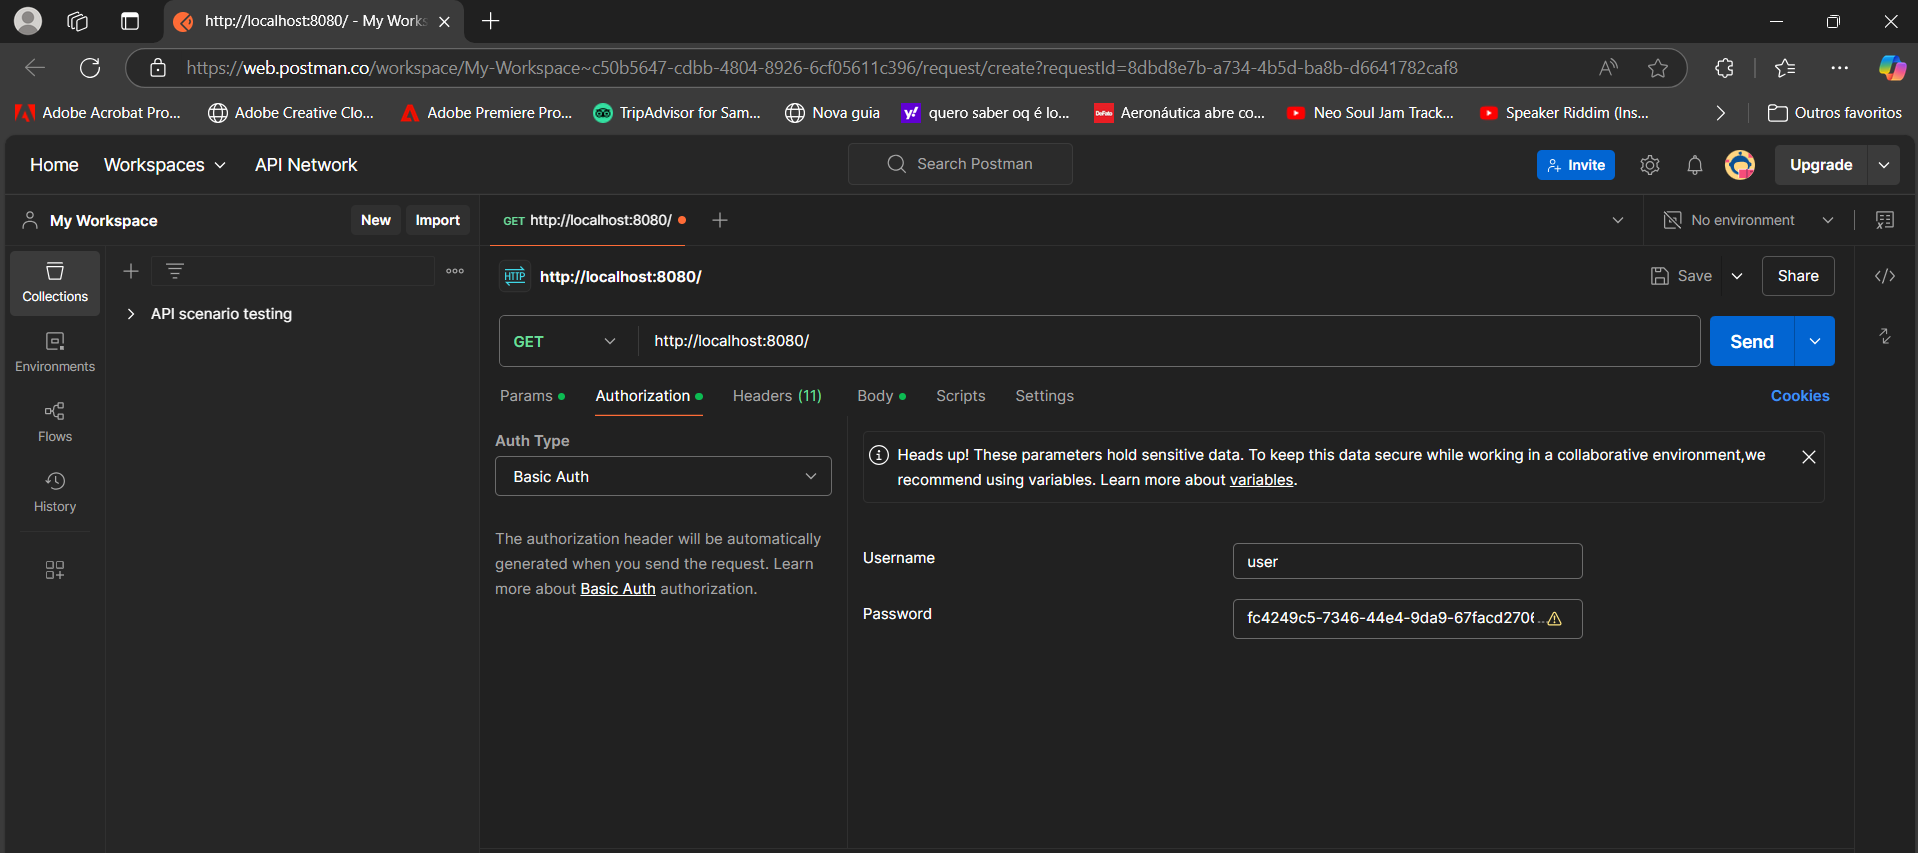 http://localhost:8080/ - My Works
https://web.postman.co/workspace/My-Workspace~c50b5647-cdbb-4804-8926-6cf05611c396/request/create?requestId=8dbd8e7b-a734-4b5d-ba8b-d6641782caf8
Adobe Acrobat Pro... Adobe Creative Clo... Adobe Premiere Pro... TripAdvisor for Sam... Nova guia quero saber oq é lo... Aeronáutica abre co... Neo Soul Jam Track... Speaker Riddim (Ins... Outros favoritos
Home Workspaces API Network Search Postman Invite Upgrade
My Workspace New Import GET http://localhost:8080/ No environment
Collections
HTTP http://localhost:8080/ Save Share
API scenario testing
GET http://localhost:8080/ Send
Environments
Params Authorization Headers (11) Body Scripts Settings Cookies
Flows
Auth Type
Heads up! These parameters hold sensitive data. To keep this data secure while working in a collaborative environment,we
recommend using variables. Learn more about variables.
Basic Auth
History
The authorization header will be automatically
generated when you send the request. Learn
more about Basic Auth authorization.
Username user
Password fc4249c5-7346-44e4-9da9-67facd270...